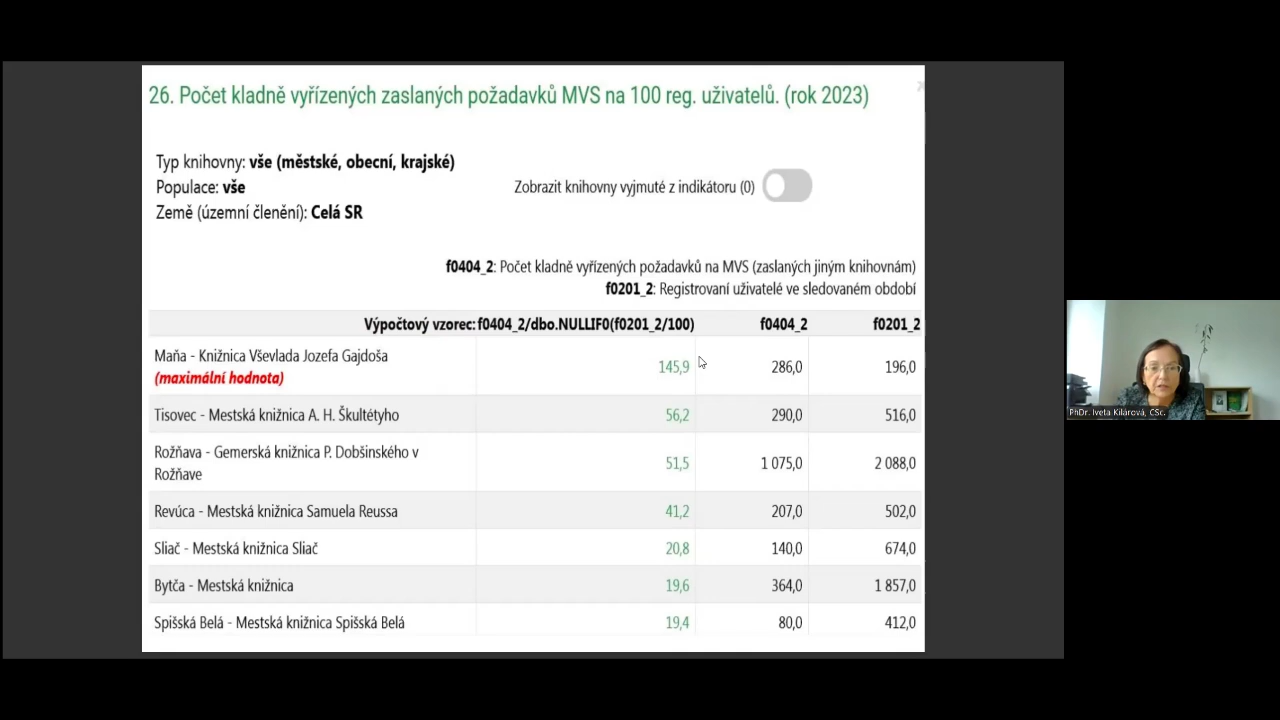 26. Počet kladně vyřízených zaslaných požadavků MVS na 100 reg. uživatelů. (rok 2023)
Typ knihovny: vše (městské, obecní, krajské)
Populace: vše
Zobrazit knihovny vyjmuté z indikátoru (0)
Země (územní členění): Celá SR
f0404_2: Počet kladně vyřízených požadavků na MVS (zaslaných jiným knihovnám)
f0201_2: Registrovaní uživatelé ve sledovaném období
Výpočtový vzorec: f0404_2/dbo.NULLIF0(f0201_2/100) f0404_2 f0201_2
Maňa - Knižnica Vševlada Jozefa Gajdoša
(maximální hodnota) 145,9 286,0 196,0
Tisovec - Mestská knižnica A. H. Škultétyho 56,2 290,0 516,0
Rožňava - Gemerská knižnica P. Dobšinského v
Rožňave 51,5 1 075,0 2 088,0
Revúca - Mestská knižnica Samuela Reussa 41,2 207,0 502,0
Sliač - Mestská knižnica Sliač 20,8 140,0 674,0
Bytča - Mestská knižnica 19,6 364,0 1 857,0
Spišská Belá - Mestská knižnica Spišská Belá 19,4 80,0 412,0
PhDr. Iveta Kilárová, CSc.